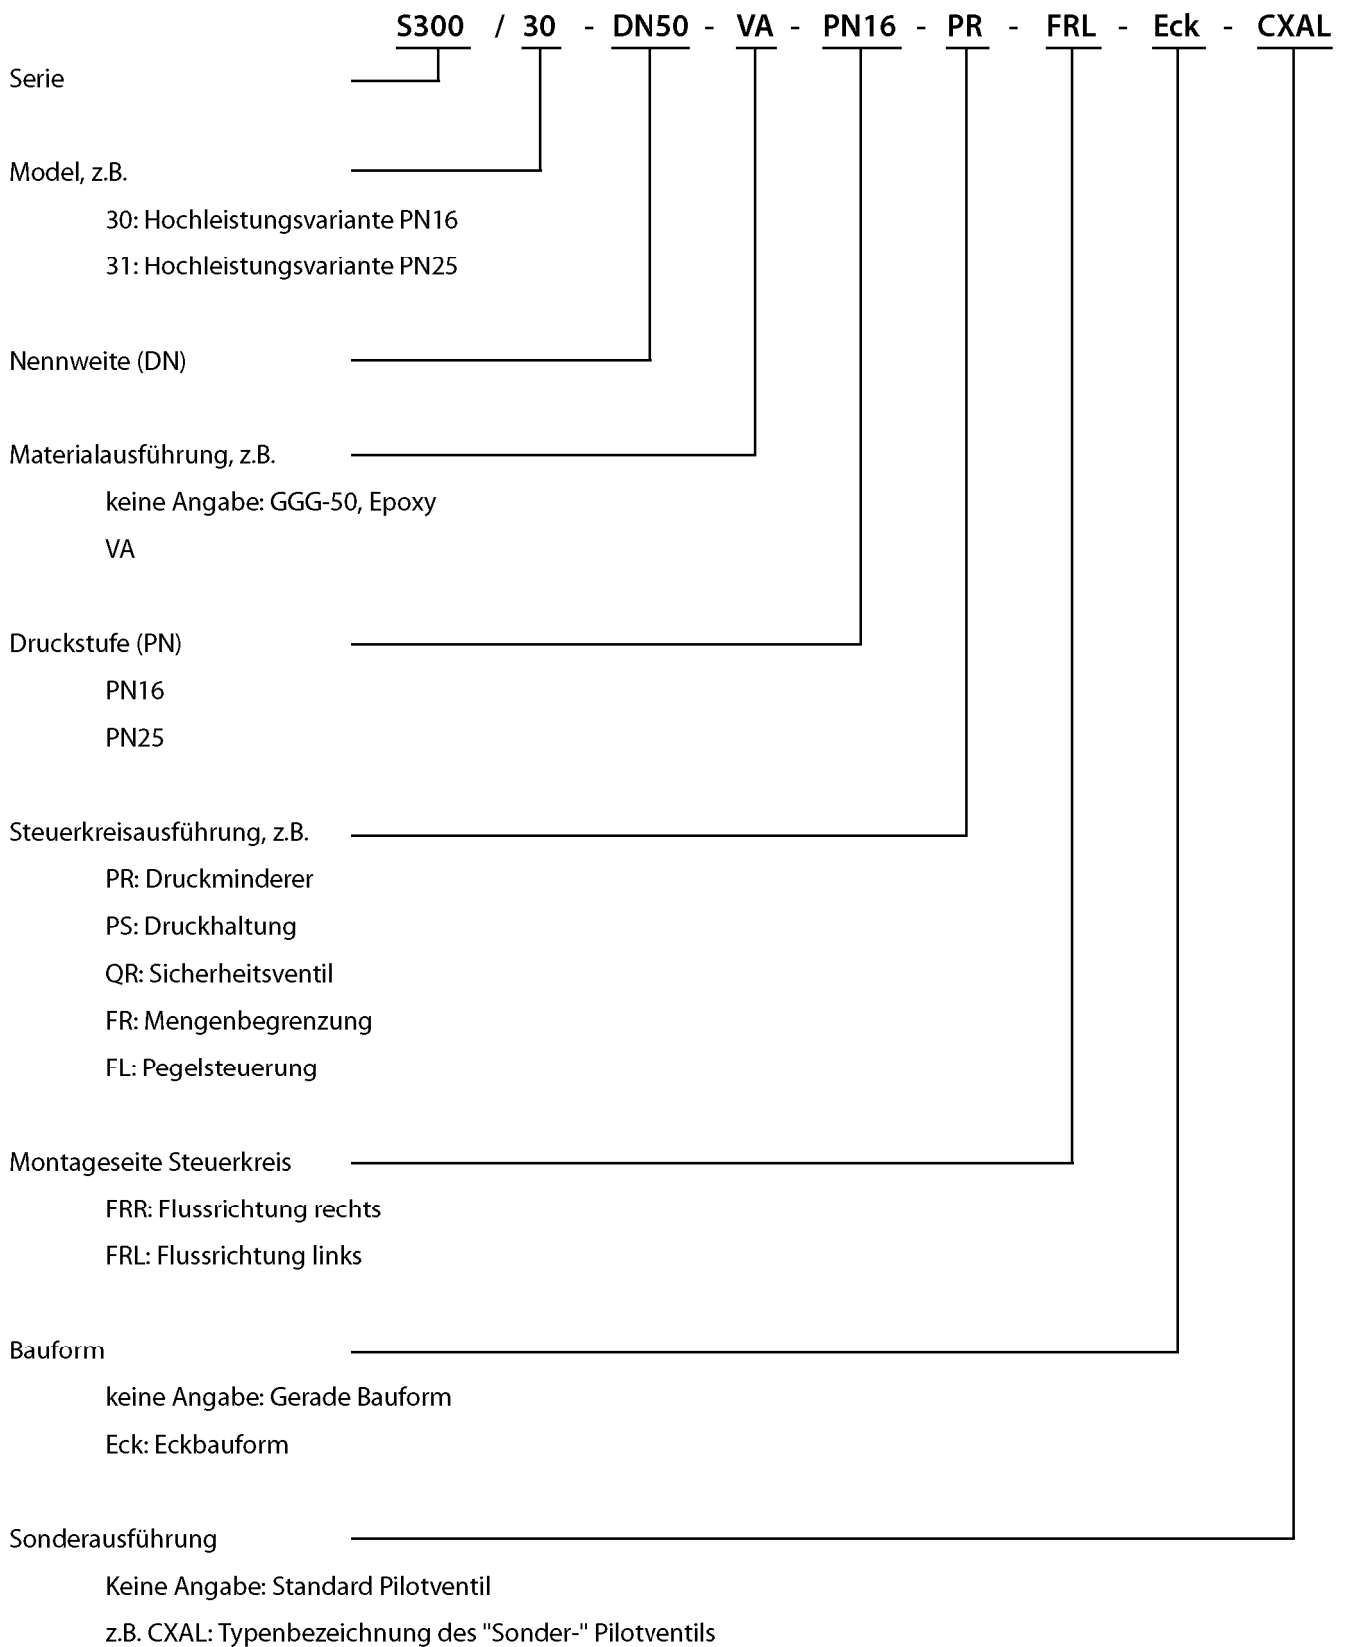 S300 / 30 - DN50 - VA - PN16 - PR - FRL - Eck - CXAL
Serie
Model, z.B.
30: Hochleistungsvariante PN16
31: Hochleistungsvariante PN25
Nennweite (DN)
Materialausführung, z.B.
keine Angabe: GGG-50, Epoxy
VA
Druckstufe (PN)
PN16
PN25
Steuerkreisausführung, z.B.
PR: Druckminderer
PS: Druckhaltung
QR: Sicherheitsventil
FR: Mengenbegrenzung
FL: Pegelsteuerung
Montageseite Steuerkreis
FRR: Flussrichtung rechts
FRL: Flussrichtung links
Bauform
keine Angabe: Gerade Bauform
Eck: Eckbauform
Sonderausführung
Keine Angabe: Standard Pilotventil
z.B. CXAL: Typenbezeichnung des "Sonder-" Pilotventils